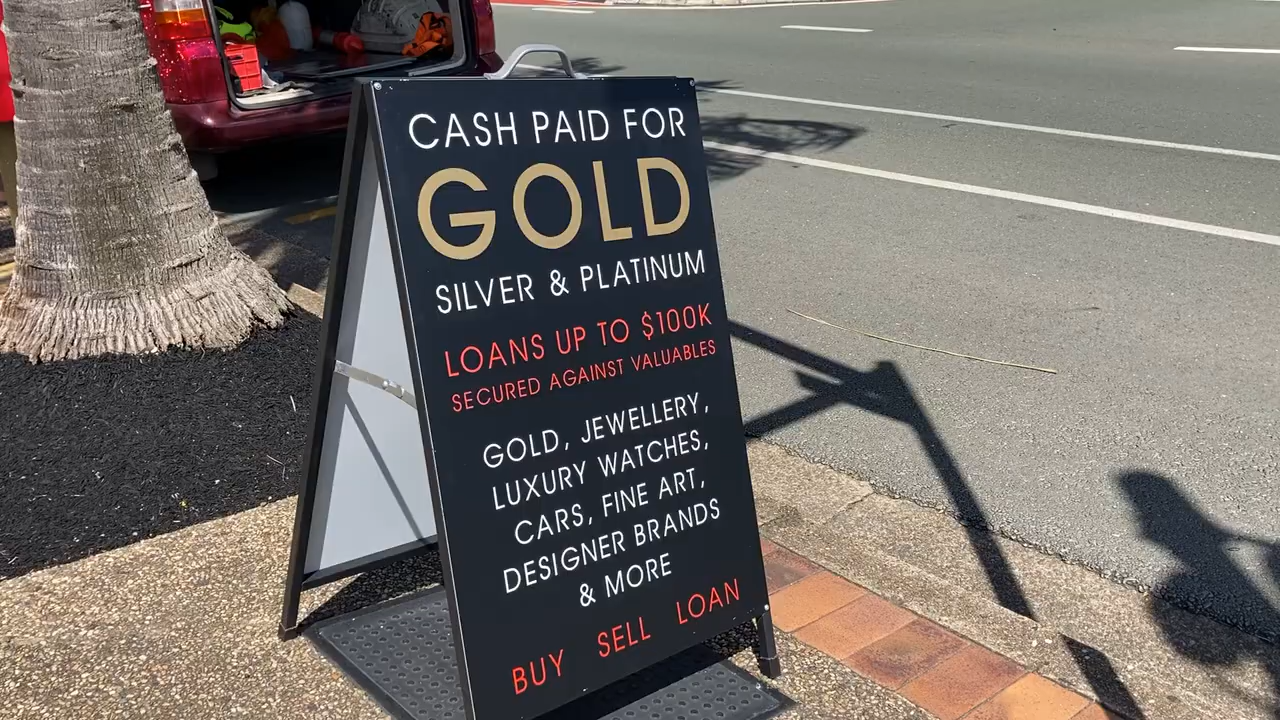 CASH PAID FOR
GOLD
SILVER & PLATINUM
LOANS UP TO $100K
SECURED AGAINST VALUABLES
GOLD, JEWELLERY,
LUXURY WATCHES,
CARS, FINE ART,
DESIGNER BRANDS
& MORE
BUY SELL LOAN